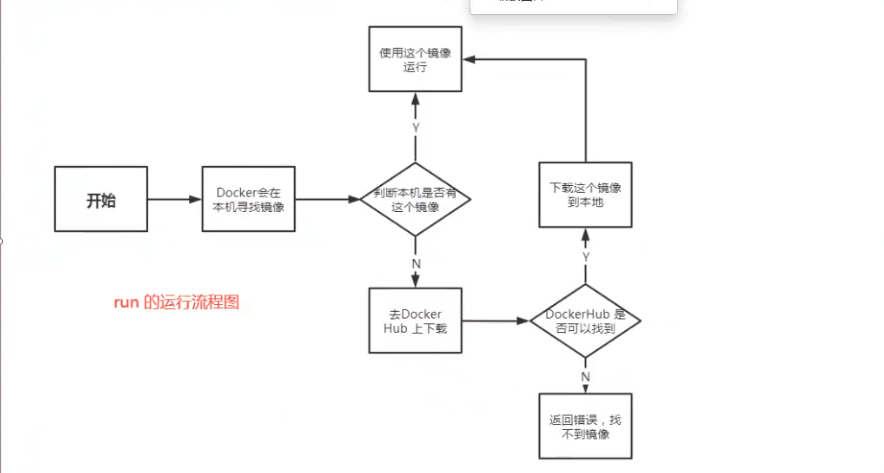 使用这个镜像
运行
Y
开始
Docker会在
本机寻找镜像
判断本机是否有
这个镜像
下载这个镜像
到本地
N
Y
run 的运行流程图
去Docker
Hub 上下载
DockerHub 是
否可以找到
N
返回错误，找
不到镜像